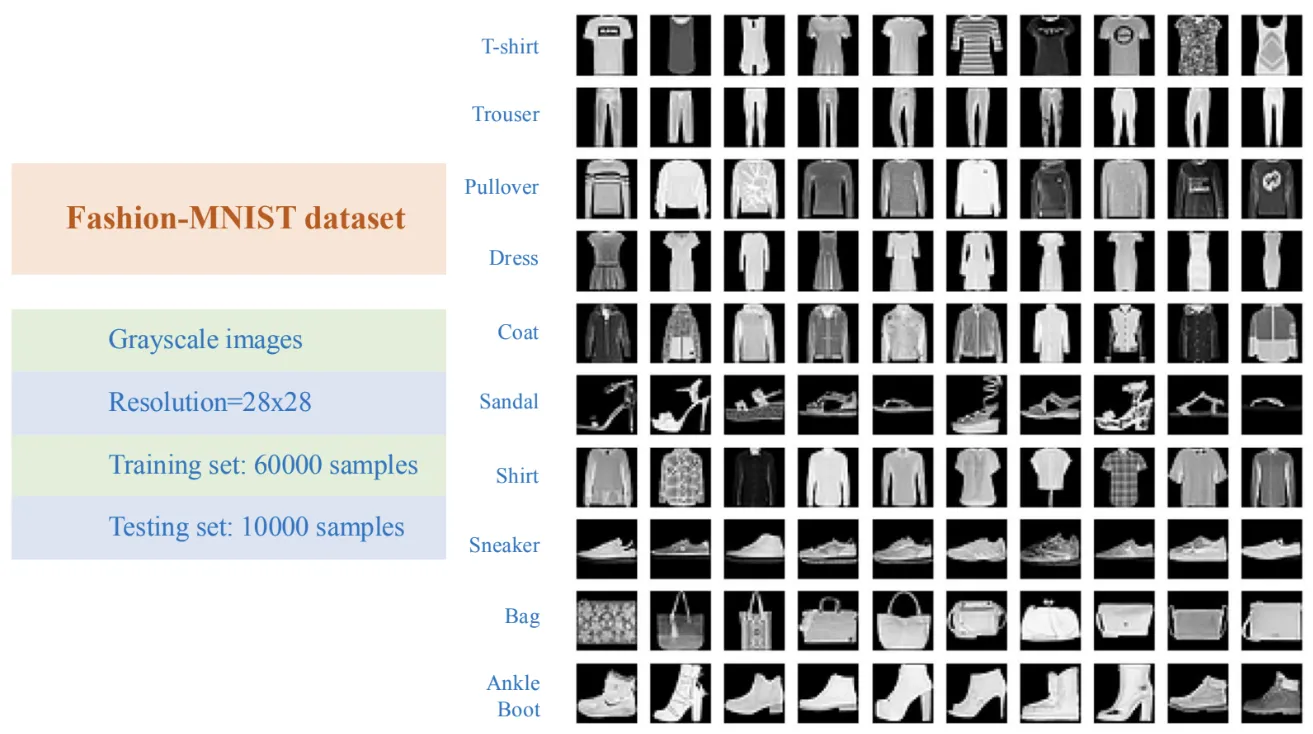 Fashion-MNIST dataset
Grayscale images
Resolution=28x28
Training set: 60000 samples
Testing set: 10000 samples
T-shirt
Trouser
Pullover
Dress
Coat
Sandal
Shirt
Sneaker
Bag
Ankle
Boot